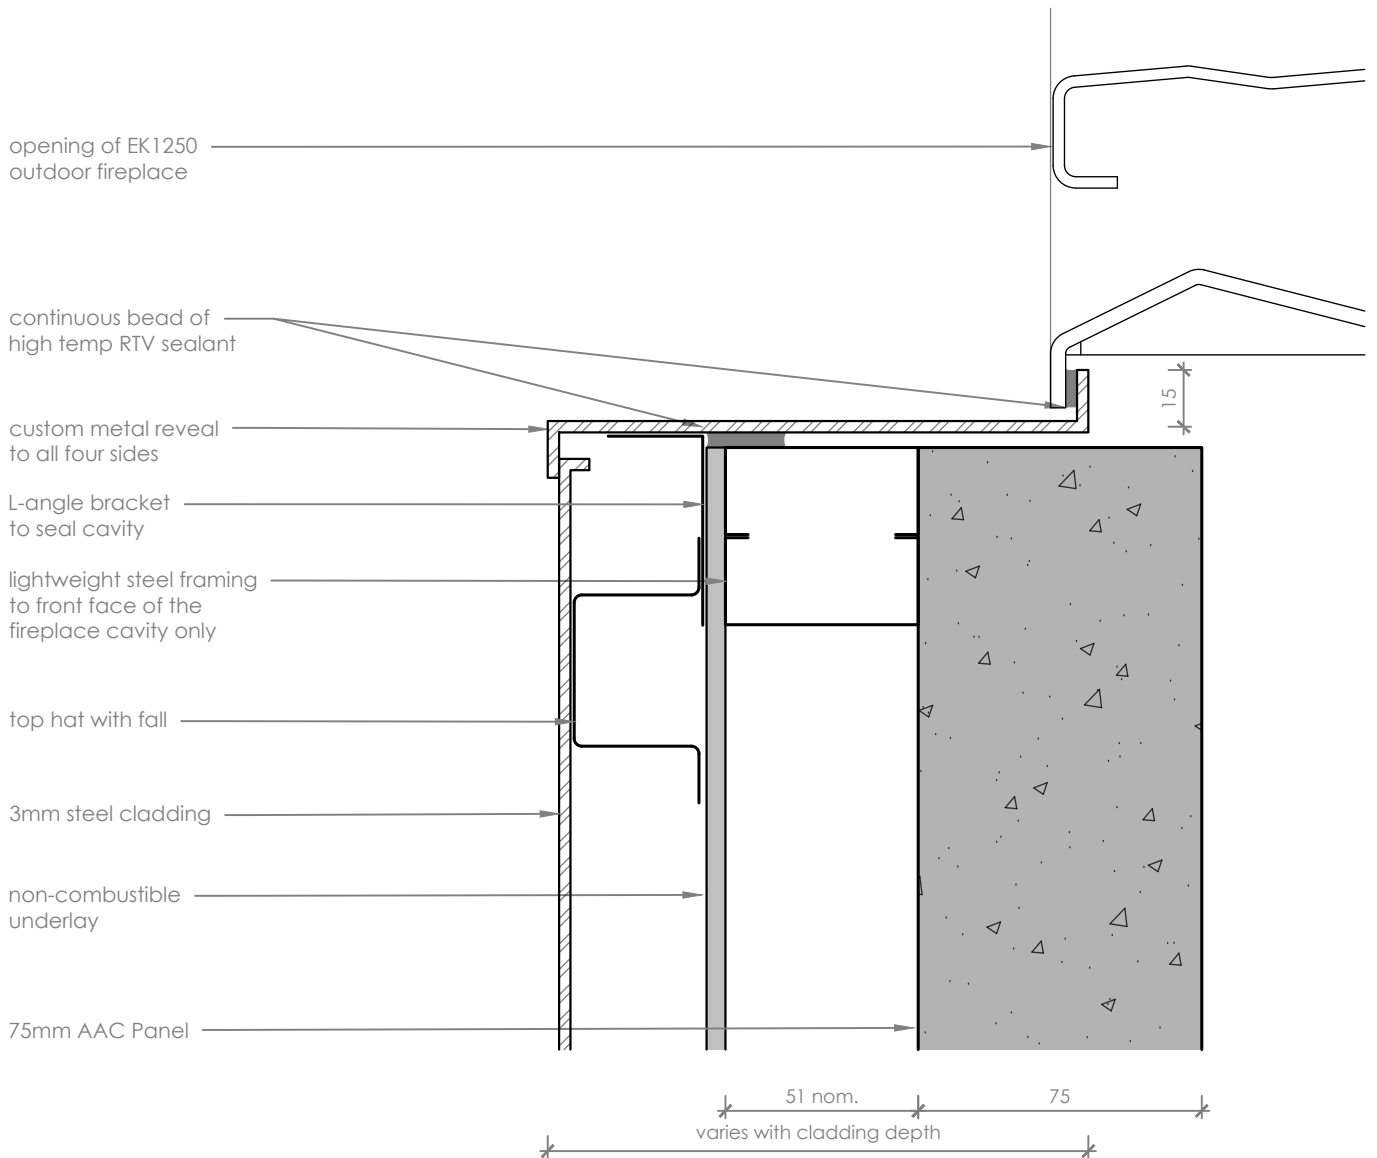 opening of EK1250
outdoor fireplace
continuous bead of
high temp RTV sealant
15
custom metal reveal
to all four sides
L-angle bracket
to seal cavity
lightweight steel framing
to front face of the
fireplace cavity only
top hat with fall
3mm steel cladding
non-combustible
underlay
75mm AAC Panel
51 nom.
75
varies with cladding depth